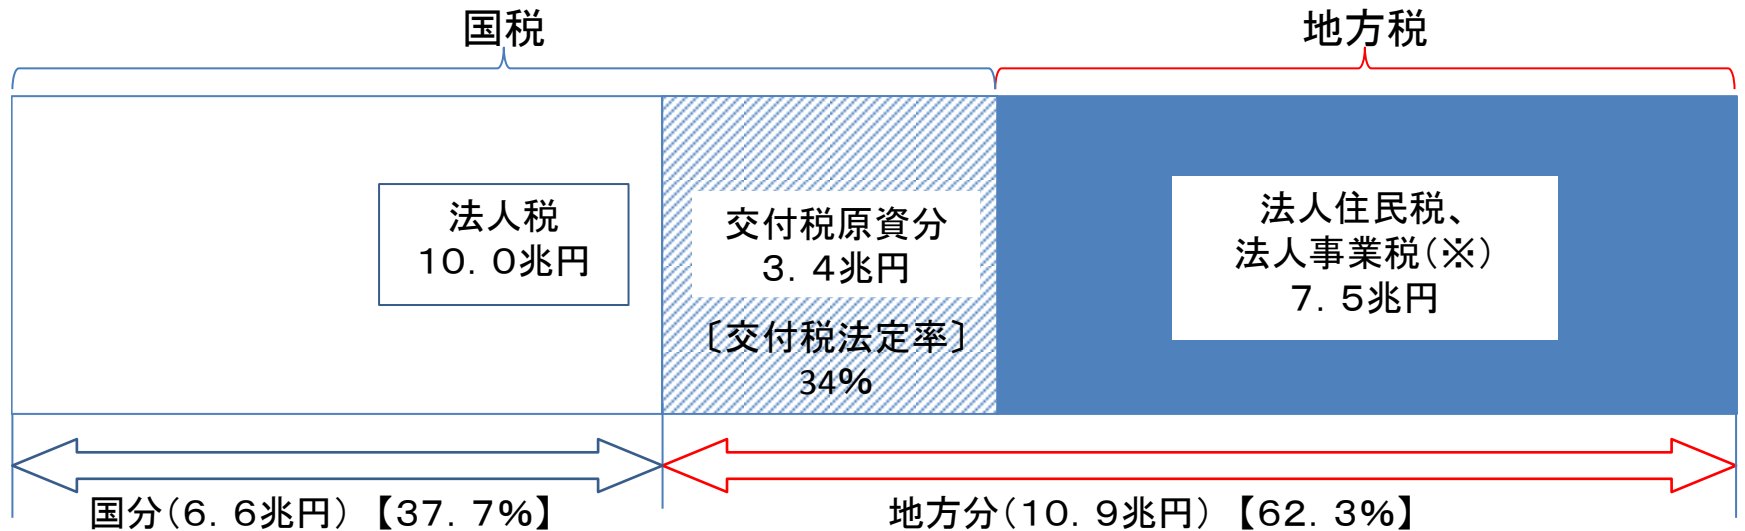 国税
地方税
法人税
10．0兆円
交付税原資分
3．4兆円
〔交付税法定率〕
34％
法人住民税、
法人事業税（※）
7．5兆円
国分（6．6兆円）【37．7％】
地方分（10．9兆円）【62．3％】